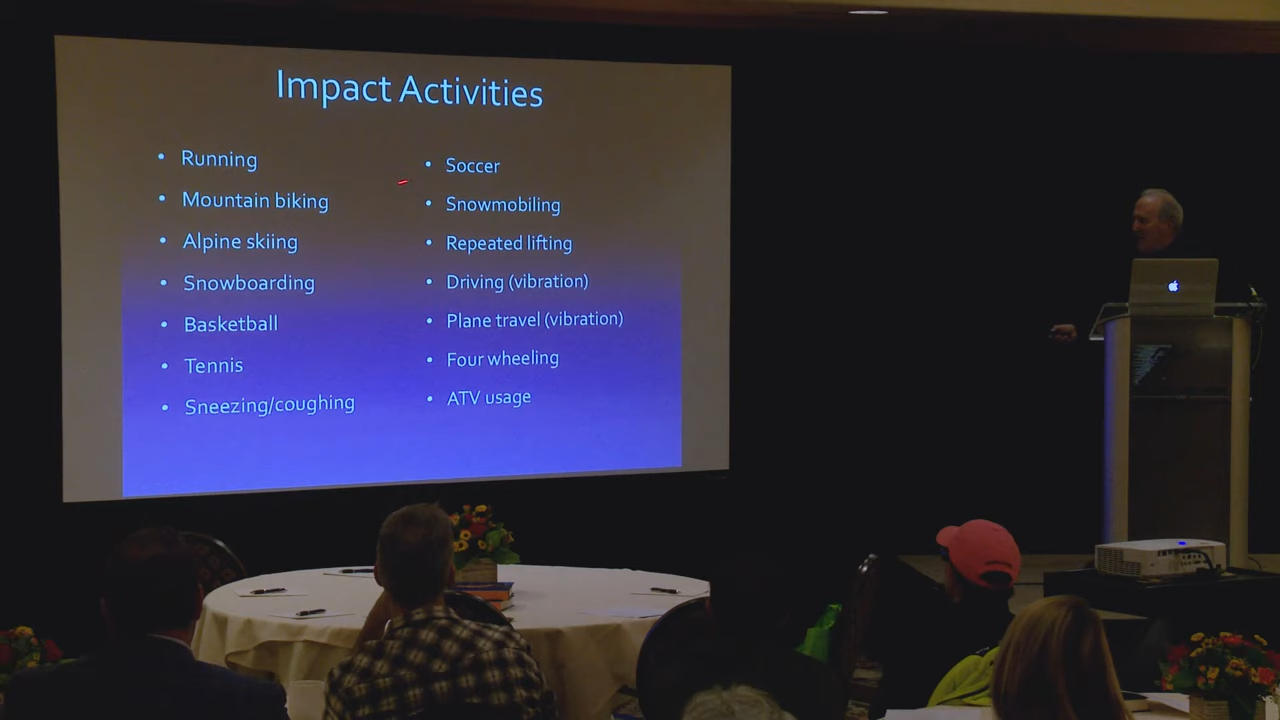 Impact Activities
• Running
• Mountain biking
• Alpine skiing
• Snowboarding
• Basketball
• Tennis
• Sneezing/coughing
• Soccer
• Snowmobiling
• Repeated lifting
• Driving (vibration)
• Plane travel (vibration)
• Four wheeling
• ATV usage